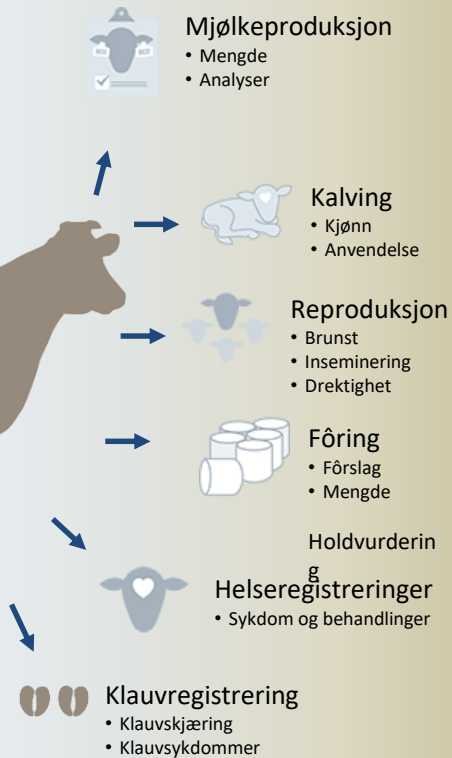 Mjølkeproduksjon
• Mengde
• Analyser
Kalving
• Kjønn
• Anvendelse
Reproduksjon
• Brunst
• Inseminering
• Drektighet
Fôring
• Fôrslag
• Mengde
Holdvurderin
g
Helseregistreringer
• Sykdom og behandlinger
Klauvregistrering
• Klauvskjæring
• Klauvsykdommer